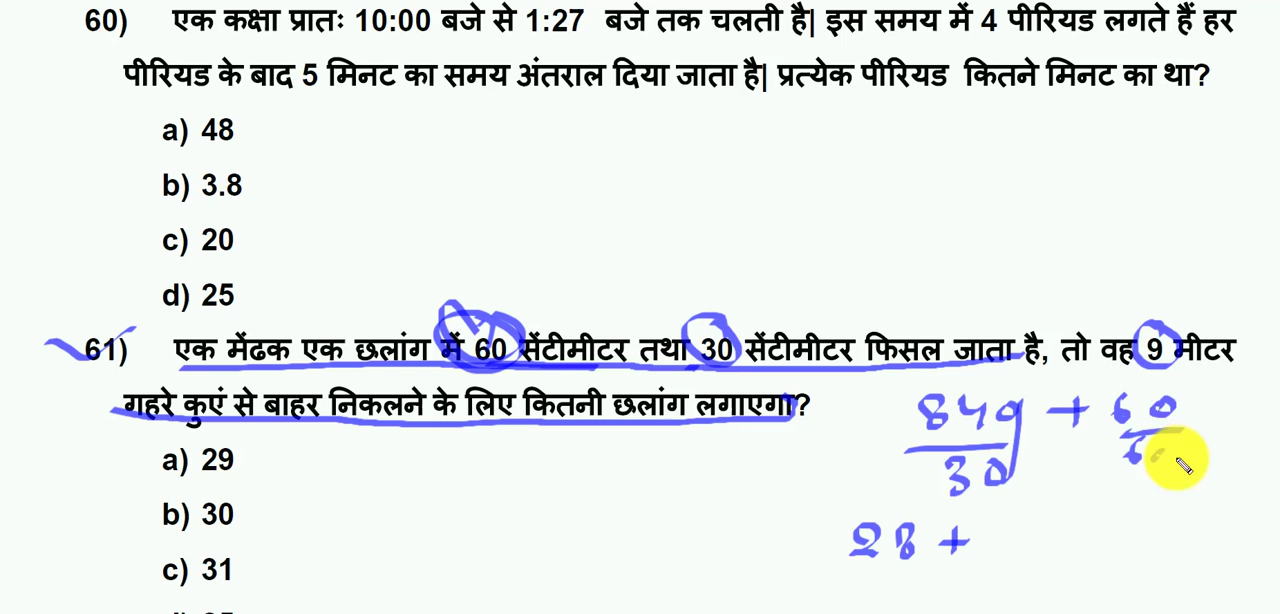 60) एक कक्षा प्रातः 10:00 बजे से 1:27 बजे तक चलती है| इस समय में 4 पीरियड लगते हैं हर
पीरियड के बाद 5 मिनट का समय अंतराल दिया जाता है| प्रत्येक पीरियड कितने मिनट का था?
a) 48
b) 3.8
c) 20
d) 25
61) एक मेंढक एक छलांग में 60 सेंटीमीटर तथा 30 सेंटीमीटर फिसल जाता है, तो वह 9 मीटर
गहरे कुएं से बाहर निकलने के लिए कितनी छलांग लगाएगा?
840 + 60
30
28 +
a) 29
b) 30
c) 31